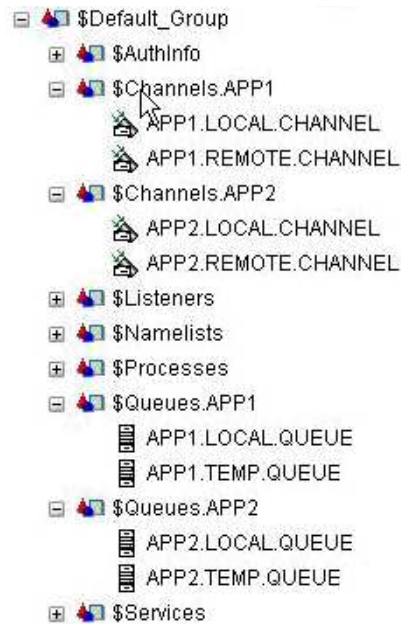 $Default_Group
$AuthInfo
$Channels.APP1
APP1.LOCAL.CHANNEL
APP1.REMOTE.CHANNEL
$Channels.APP2
APP2.LOCAL.CHANNEL
APP2.REMOTE.CHANNEL
$Listeners
$Namelists
$Processes
$Queues.APP1
APP1.LOCAL.QUEUE
APP1.TEMP.QUEUE
$Queues.APP2
APP2.LOCAL.QUEUE
APP2.TEMP.QUEUE
$Services